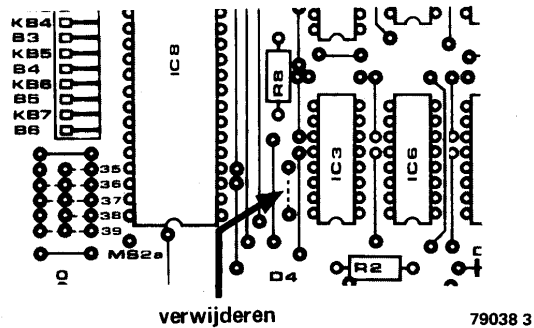 KB4
B3
KB5
B4
KB6
B5
KB7
B6
IC8
R8
IC3
IC6
35
36
37
38
39
MS2a
D4
R2
verwijderen
79038 3